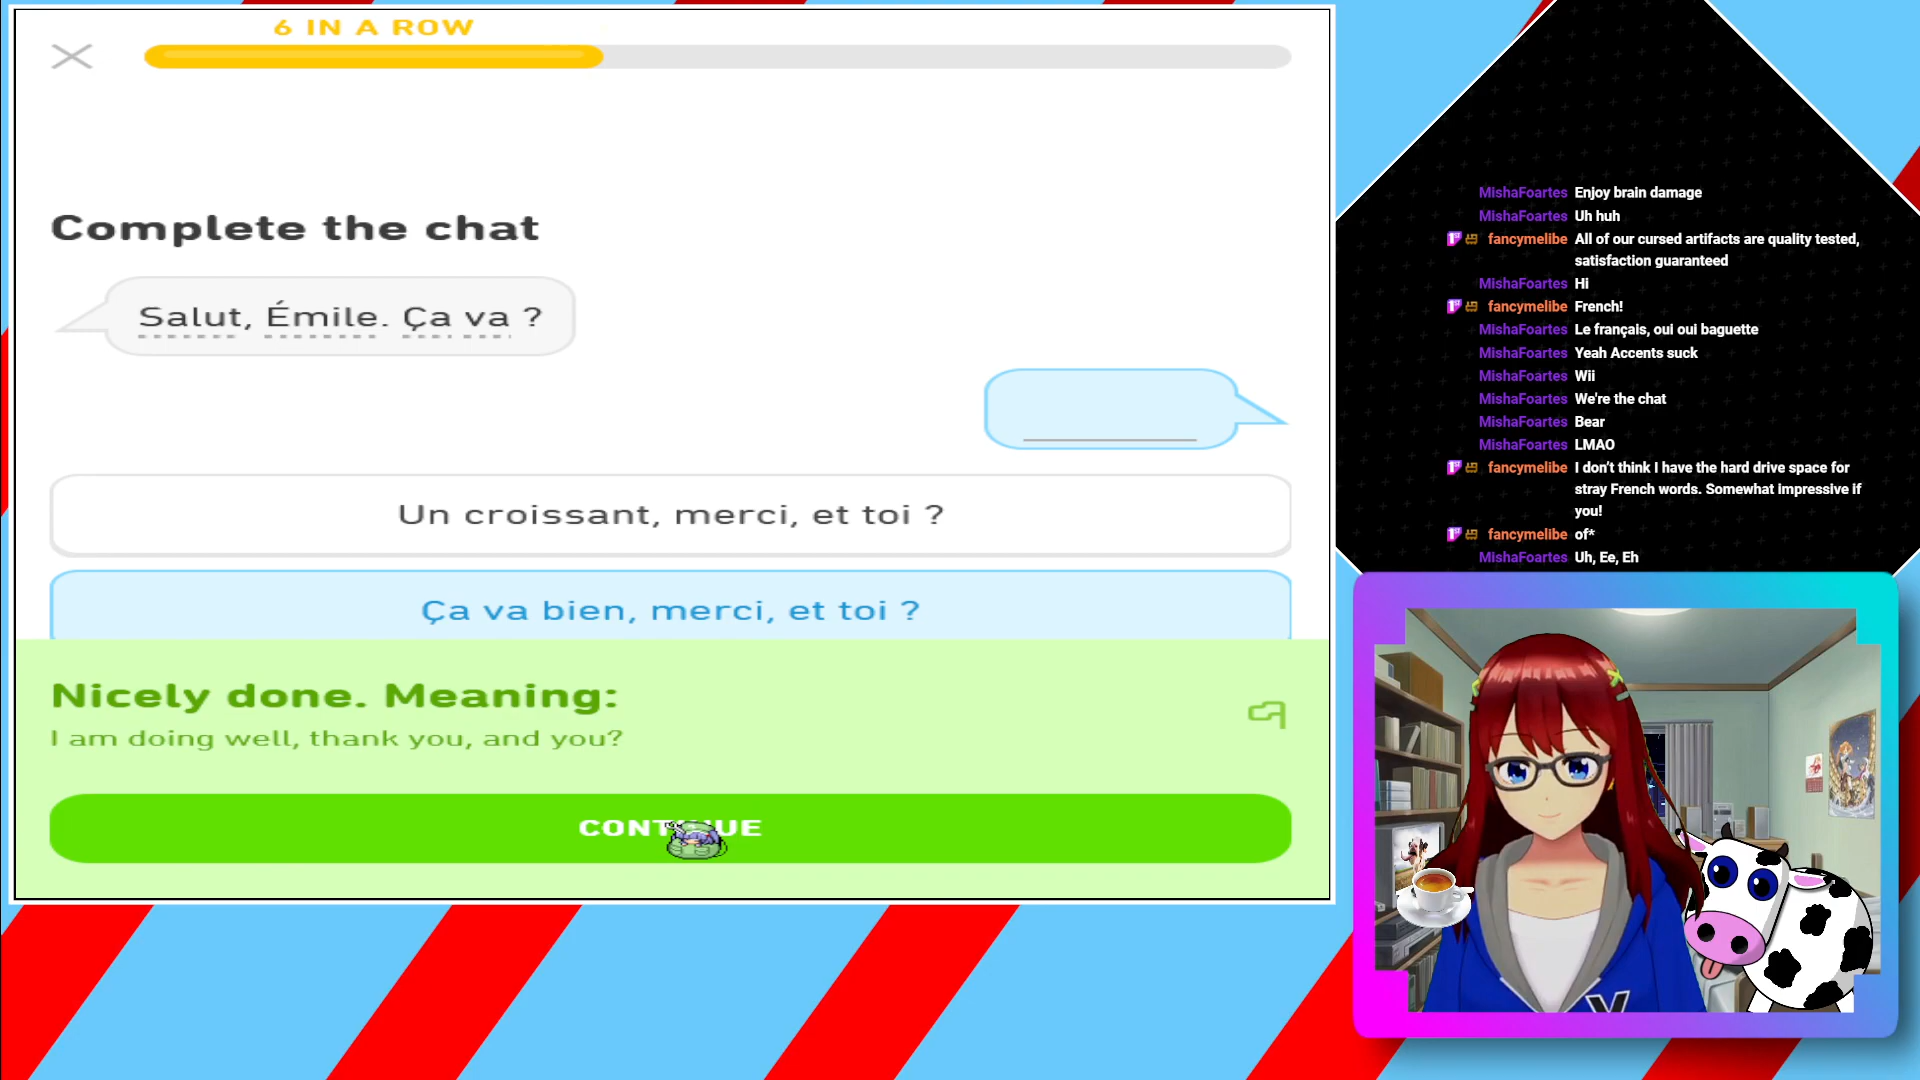 6 IN A ROW
Complete the chat
Salut, Émile. Ça va ?
Un croissant, merci, et toi ?
Ça va bien, merci, et toi ?
Nicely done. Meaning:
I am doing well, thank you, and you?
CONTINUE
MishaFoartes Enjoy brain damage
MishaFoartes Uh huh
fancymelibe All of our cursed artifacts are quality tested,
satisfaction guaranteed
MishaFoartes Hi
fancymelibe French!
MishaFoartes Le français, oui oui baguette
MishaFoartes Yeah Accents suck
MishaFoartes Wii
MishaFoartes We're the chat
MishaFoartes Bear
MishaFoartes LMAO
fancymelibe I don't think I have the hard drive space for
stray French words. Somewhat impressive if
you!
fancymelibe of*
MishaFoartes Uh, Ee, Eh